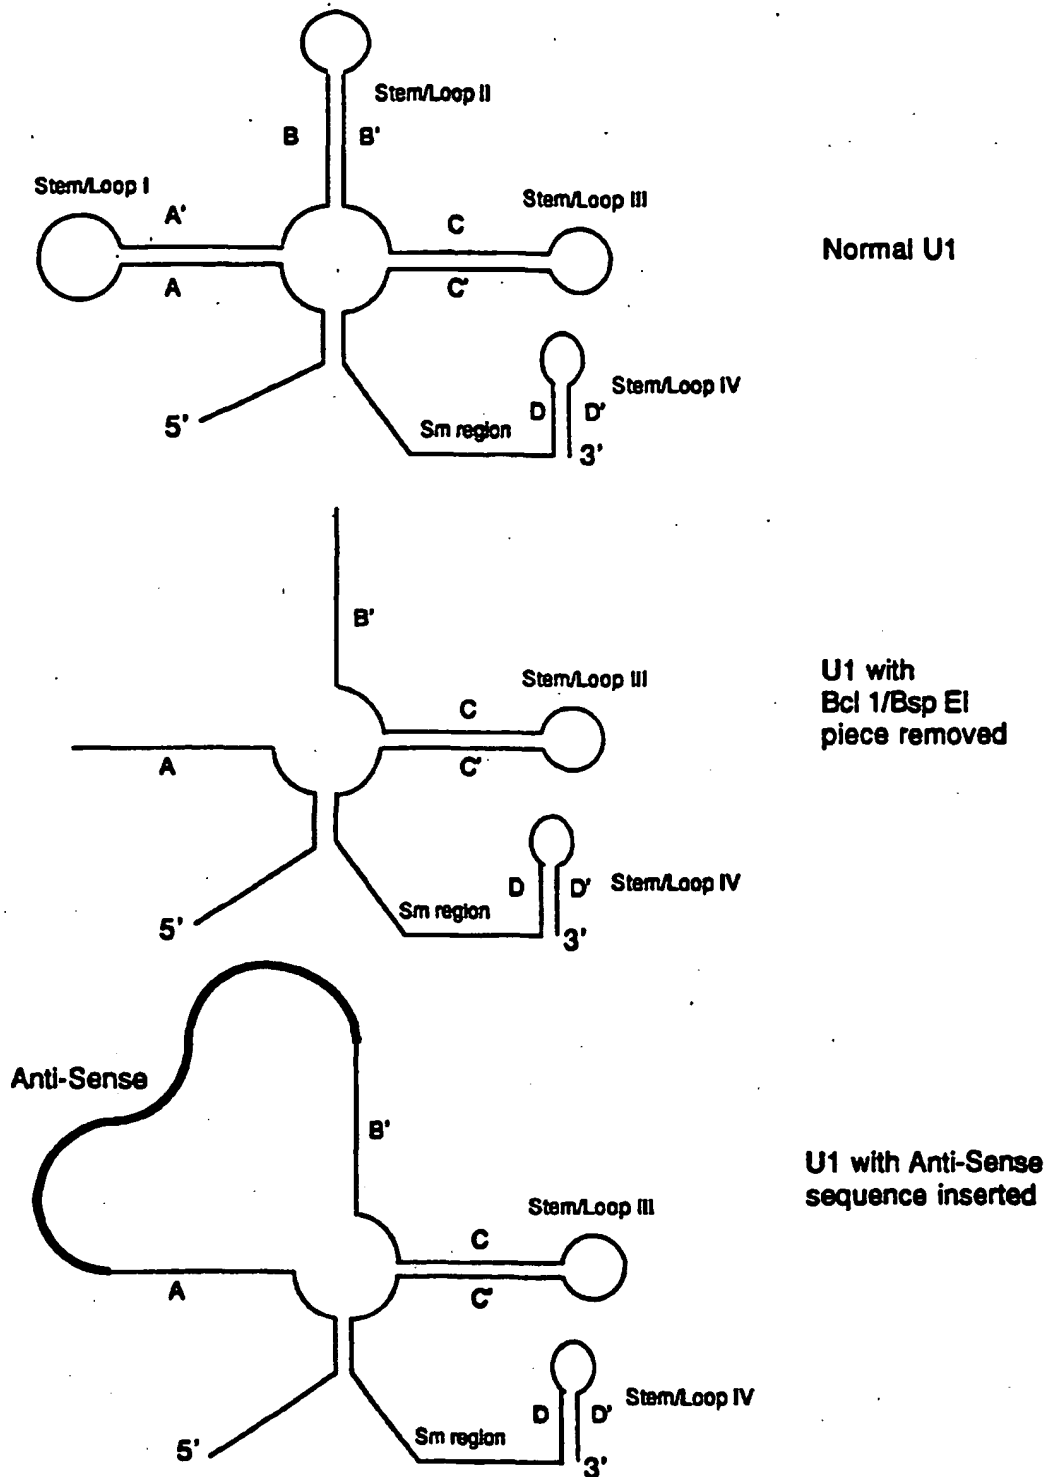 Stem/Loop II
B B'
Stem/Loop I
A'
Stem/Loop III
C
Normal U1
A
C'
Stem/Loop IV
D D'
5'
Sm region
3'
B'
Stem/Loop III
U1 with
Bcl 1/Bsp EI
piece removed
C
A
C'
D D' Stem/Loop IV
Sm region
5'
3'
Anti-Sense
B'
U1 with Anti-Sense
sequence inserted
Stem/Loop III
C
A
C'
Stem/Loop IV
D D'
Sm region
5'
3'